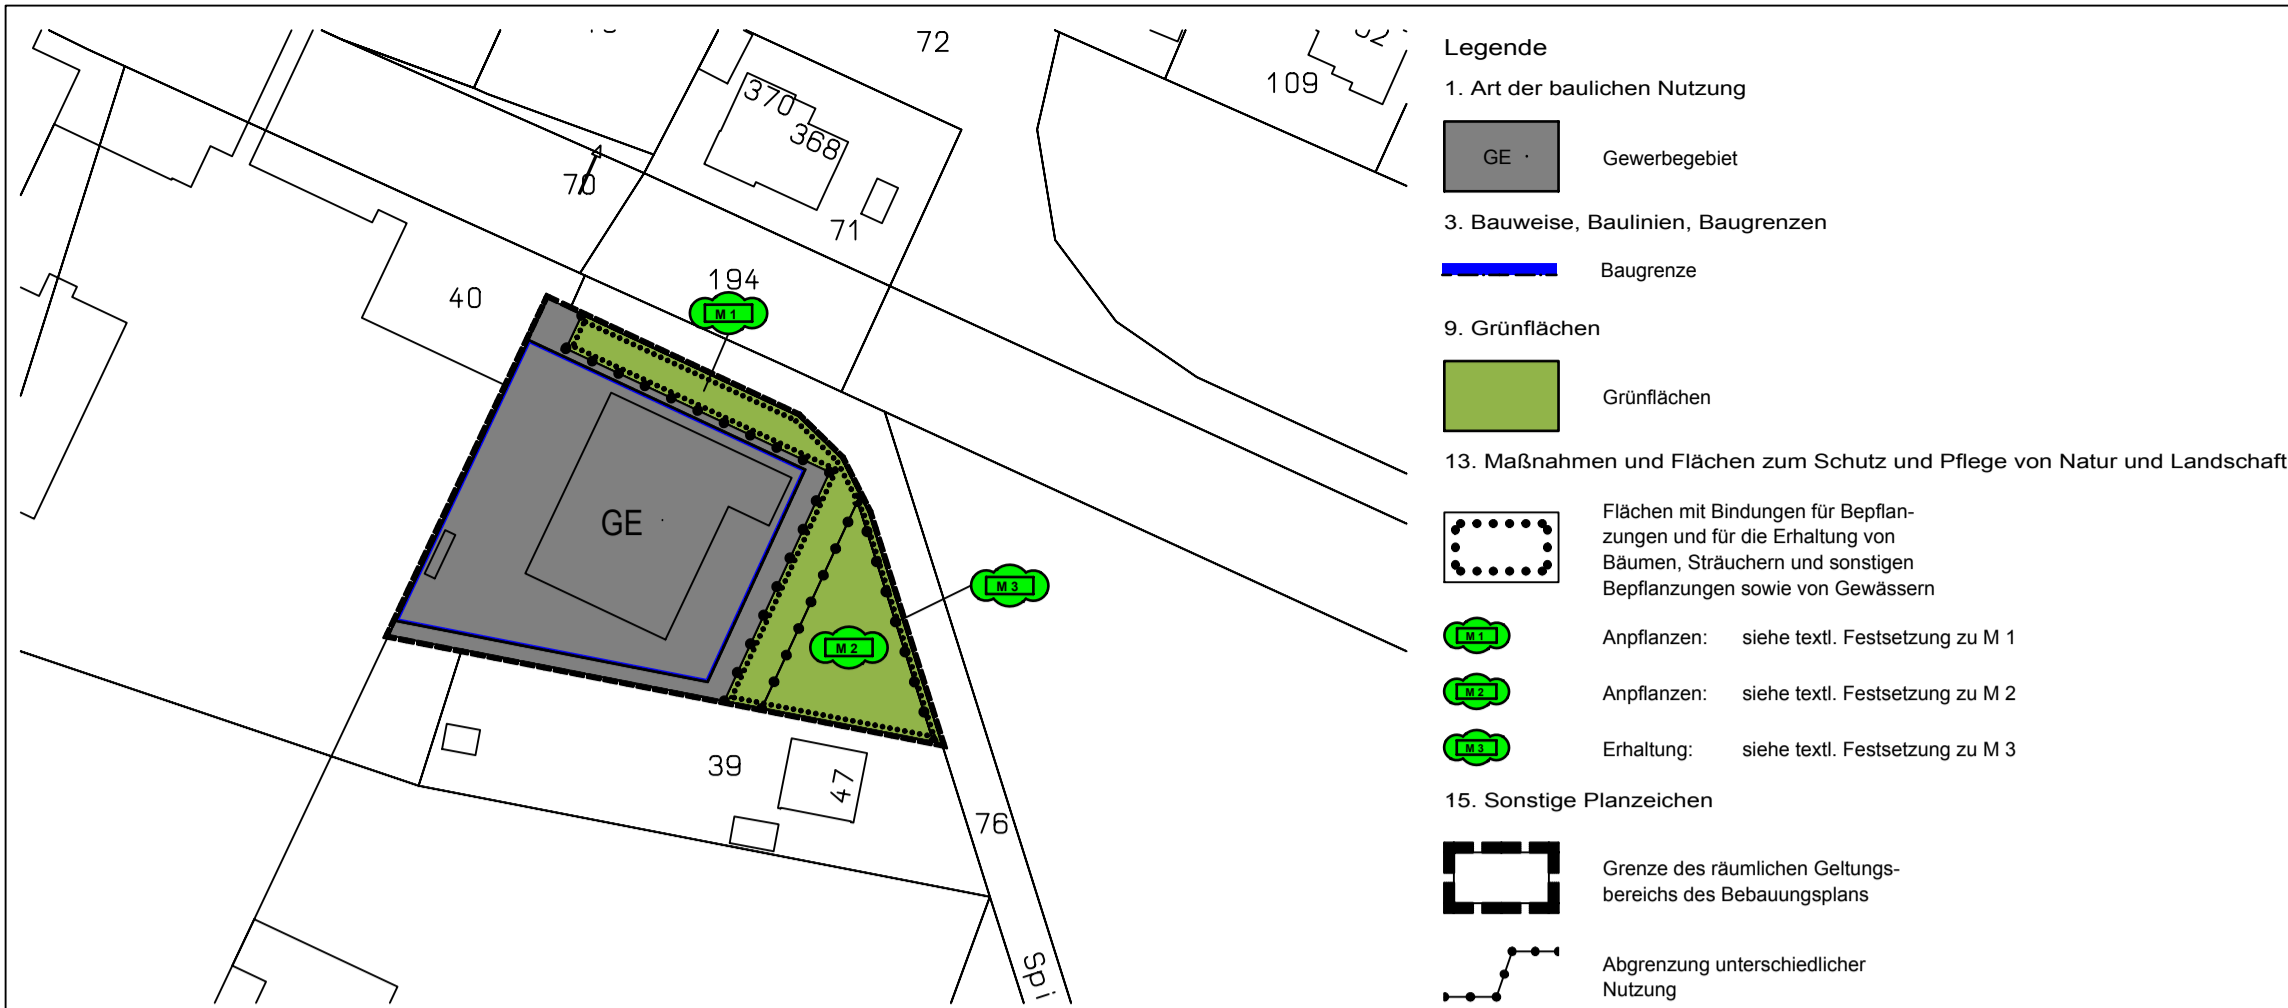 72
370
368
109
70
71
194
M 1
40
GE
M 3
M 2
39
47
76
Spi
Legende
1. Art der baulichen Nutzung
GE
Gewerbegebiet
3. Bauweise, Baulinien, Baugrenzen
Baugrenze
9. Grünflächen
Grünflächen
13. Maßnahmen und Flächen zum Schutz und Pflege von Natur und Landschaft
Flächen mit Bindungen für Bepflan-
zungen und für die Erhaltung von
Bäumen, Sträuchern und sonstigen
Bepflanzungen sowie von Gewässern
M 1 Anpflanzen: siehe textl. Festsetzung zu M 1
M 2 Anpflanzen: siehe textl. Festsetzung zu M 2
M 3 Erhaltung: siehe textl. Festsetzung zu M 3
15. Sonstige Planzeichen
Grenze des räumlichen Geltungs-
bereichs des Bebauungsplans
Abgrenzung unterschiedlicher
Nutzung